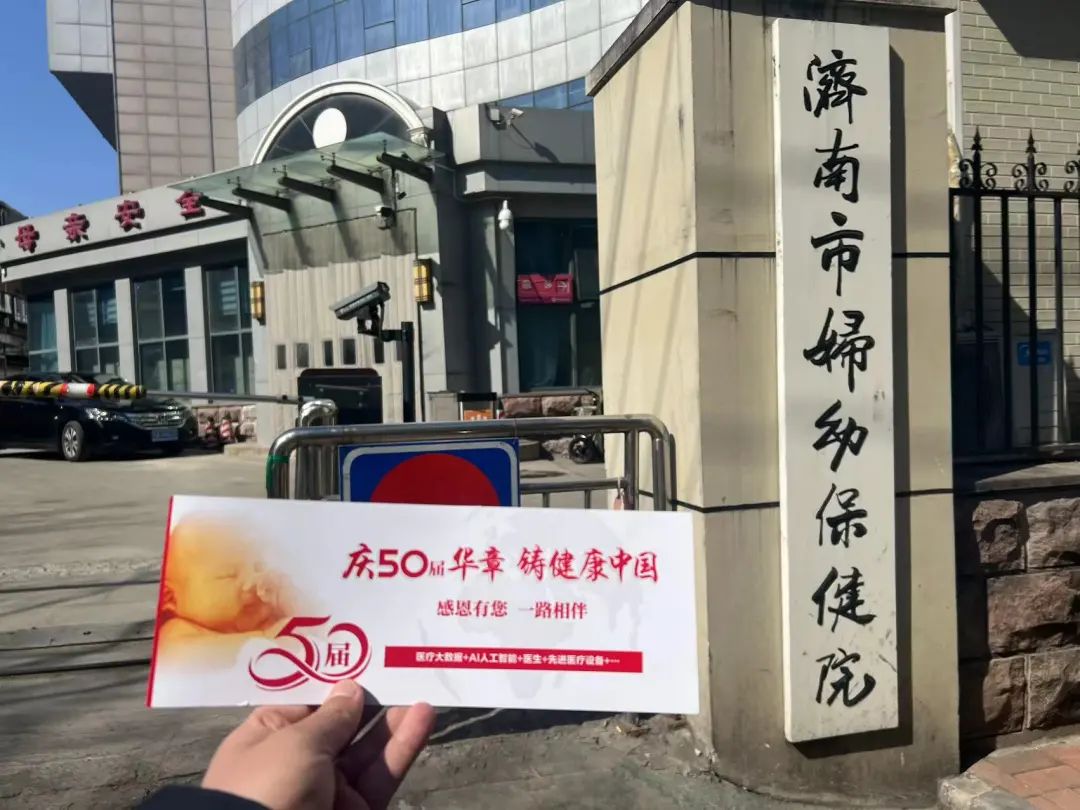 母亲安全
濟南市婦幼保健院
庆50届华章 铸健康中国
感恩有您 一路相伴
50届
医疗大数据+AI人工智能+医生+先进医疗设备+···